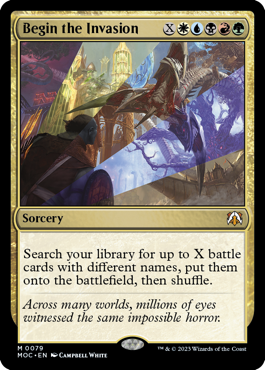 Begin the Invasion X
Sorcery
Search your library for up to X battle
cards with different names, put them
onto the battlefield, then shuffle.
Across many worlds, millions of eyes
witnessed the same impossible horror.
M 0079
MOC • EN CAMPBELL WHITE
™ & © 2023 Wizards of the Coast